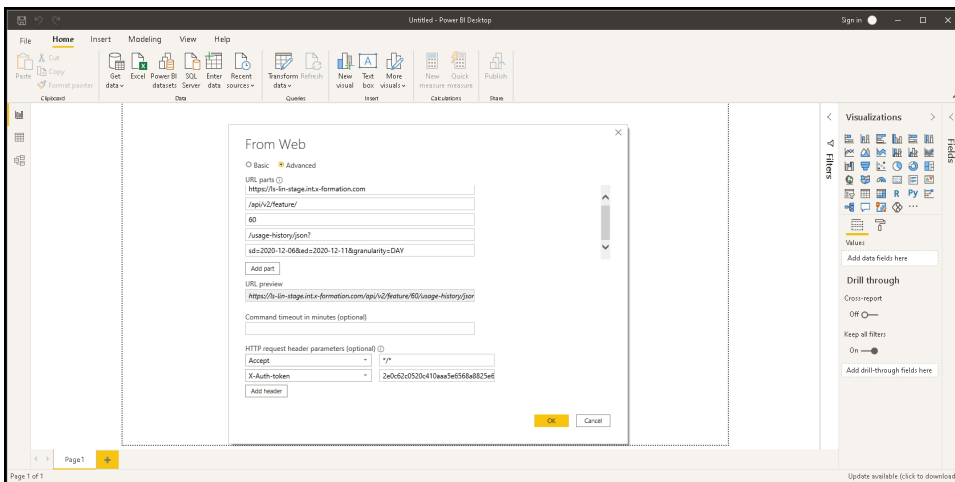 Untitled - Power BI Desktop
Sign in
File Home Insert Modeling View Help
Paste
Cut
Copy
Format painter
Get data
Excel
Power BI datasets
SQL Server
Enter data
Recent sources
Transform data
Refresh
New visual
Text box
More visuals
New measure
Quick measure
Publish
Clipboard Data Queries Insert Calculations Share
From Web
Basic Advanced
URL parts
https://ls-lin-stage.int.x-formation.com
/api/v2/feature/
60
/usage-history/json?
sd=2020-12-06&ed=2020-12-11&granularity=DAY
Add part
URL preview
https://ls-lin-stage.int.x-formation.com/api/v2/feature/60/usage-history/json
Command timeout in minutes (optional)
HTTP request header parameters (optional)
Accept */*
X-Auth-token 2e0c62c0520c410aaa5e6568a8825e6
Add header
OK Cancel
Filters
Visualizations
Fields
R Py
Values
Add data fields here
Drill through
Cross-report
Off
Keep all filters
On
Add drill-through fields here
Page 1
Page 1 of 1
Update available (click to download